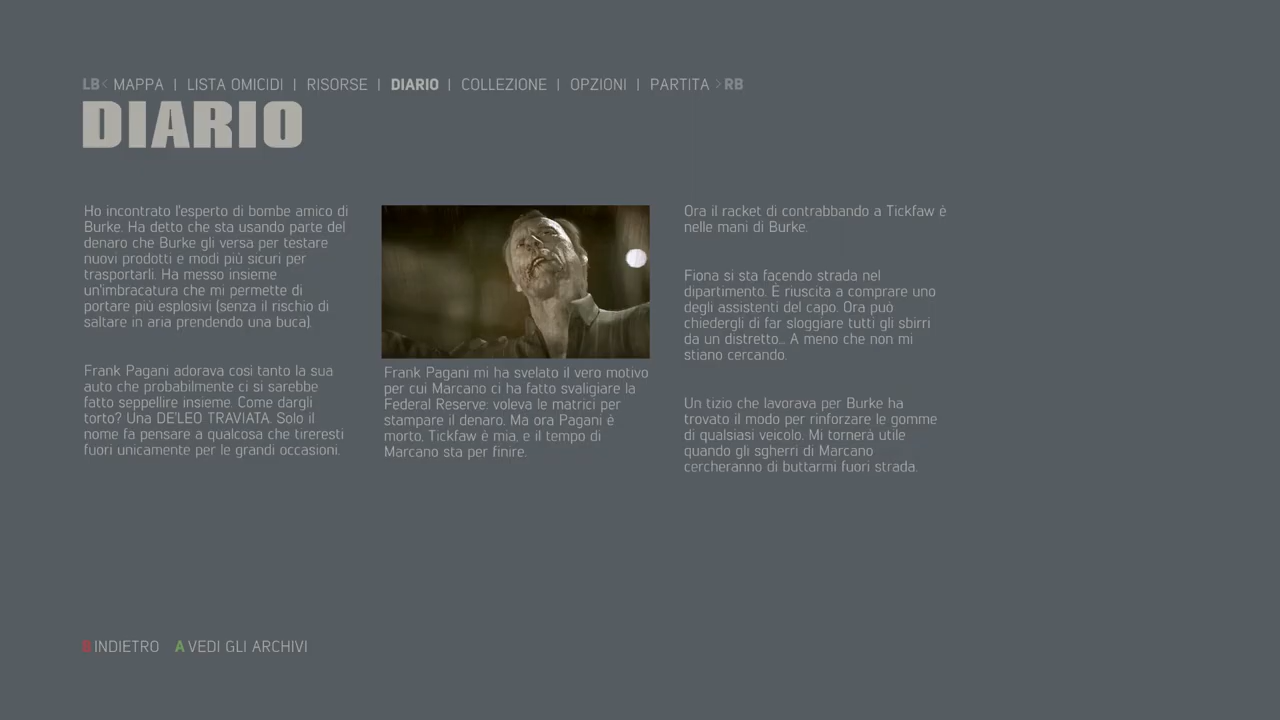 LB< MAPPA | LISTA OMICIDI | RISORSE | DIARIO | COLLEZIONE | OPZIONI | PARTITA >RB
DIARIO
Ho incontrato l'esperto di bombe amico di
Burke. Ha detto che sta usando parte del
denaro che Burke gli versa per testare
nuovi prodotti e modi più sicuri per
trasportarli. Ha messo insieme
un'imbracatura che mi permette di
portare più esplosivi (senza il rischio di
saltare in aria prendendo una buca).
Frank Pagani adorava così tanto la sua
auto che probabilmente ci si sarebbe
fatto seppellire insieme. Come dargli
torto? Una DE'LEO TRAVIATA. Solo il
nome fa pensare a qualcosa che tireresti
fuori unicamente per le grandi occasioni.
Frank Pagani mi ha svelato il vero motivo
per cui Marcano ci ha fatto svaligiare la
Federal Reserve: voleva le matrici per
stampare il denaro. Ma ora Pagani è
morto, Tickfaw è mia, e il tempo di
Marcano sta per finire.
Ora il racket di contrabbando a Tickfaw è
nelle mani di Burke.
Fiona si sta facendo strada nel
dipartimento. È riuscita a comprare uno
degli assistenti del capo. Ora può
chiedergli di far sloggiare tutti gli sbirri
da un distretto... A meno che non mi
stiano cercando.
Un tizio che lavorava per Burke ha
trovato il modo per rinforzare le gomme
di qualsiasi veicolo. Mi tornerà utile
quando gli sgherri di Marcano
cercheranno di buttarmi fuori strada.
B INDIETRO A VEDI GLI ARCHIVI